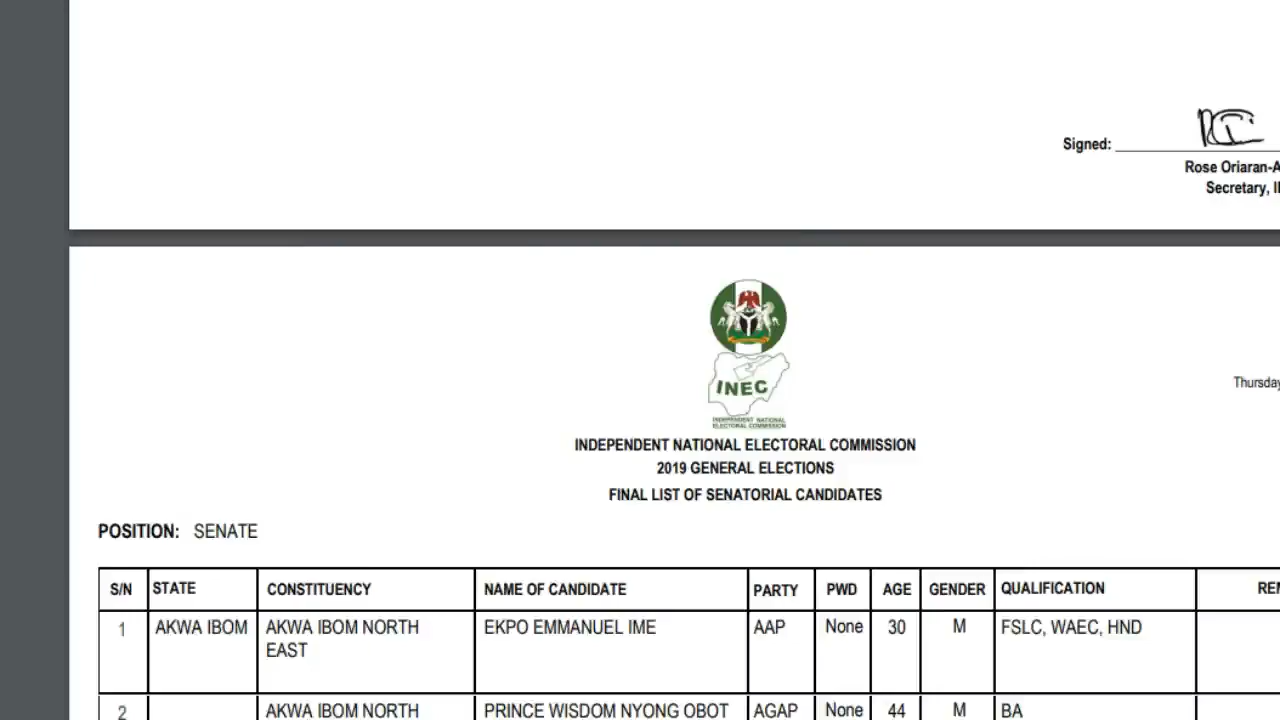 Signed:
Rose Oriaran-A
Secretary, I
INEC
INDEPENDENT NATIONAL
ELECTORAL COMMISSION
Thursday
INDEPENDENT NATIONAL ELECTORAL COMMISSION
2019 GENERAL ELECTIONS
FINAL LIST OF SENATORIAL CANDIDATES
POSITION: SENATE
S/N STATE CONSTITUENCY NAME OF CANDIDATE PARTY PWD AGE GENDER QUALIFICATION REM
1 AKWA IBOM AKWA IBOM NORTH EKPO EMMANUEL IME AAP None 30 M FSLC, WAEC, HND
EAST
2 AKWA IBOM NORTH PRINCE WISDOM NYONG OBOT AGAP None 44 M BA